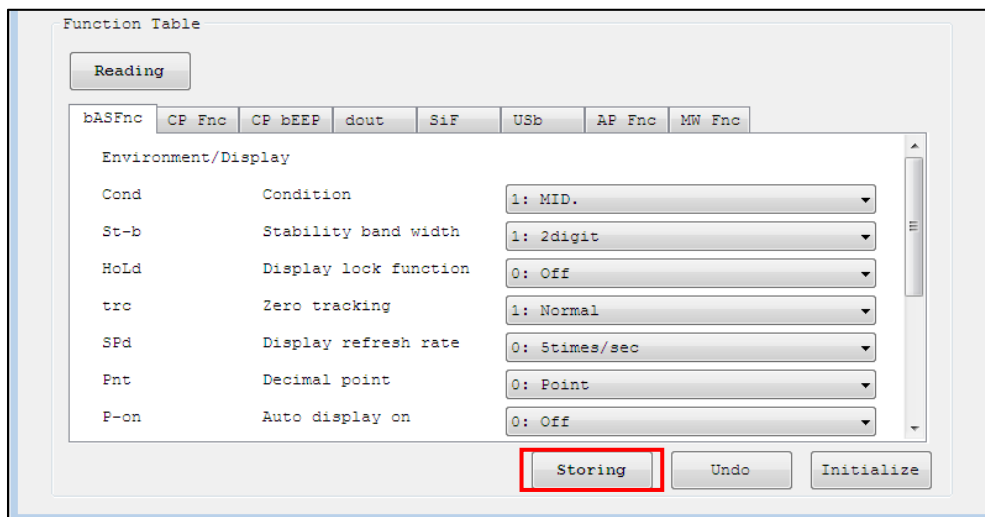 Function Table
Reading
bASFnc CP Fnc CP bEEP dout SiF USb AP Fnc MW Fnc
Environment/Display
Cond Condition 1: MID.
St-b Stability band width 1: 2digit
HoLd Display lock function 0: Off
trc Zero tracking 1: Normal
SPd Display refresh rate 0: 5times/sec
Pnt Decimal point 0: Point
P-on Auto display on 0: Off
Storing Undo Initialize